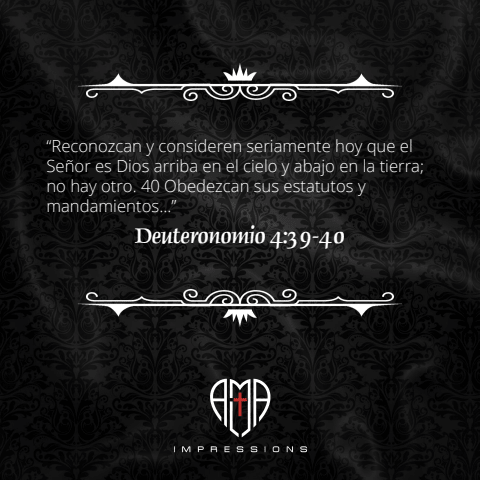 “Reconozcan y consideren seriamente hoy que el
Señor es Dios arriba en el cielo y abajo en la tierra;
no hay otro. 40 Obedezcan sus estatutos y
mandamientos...”
Deuteronomio 4:39-40
AMA
IMPRESSIONS